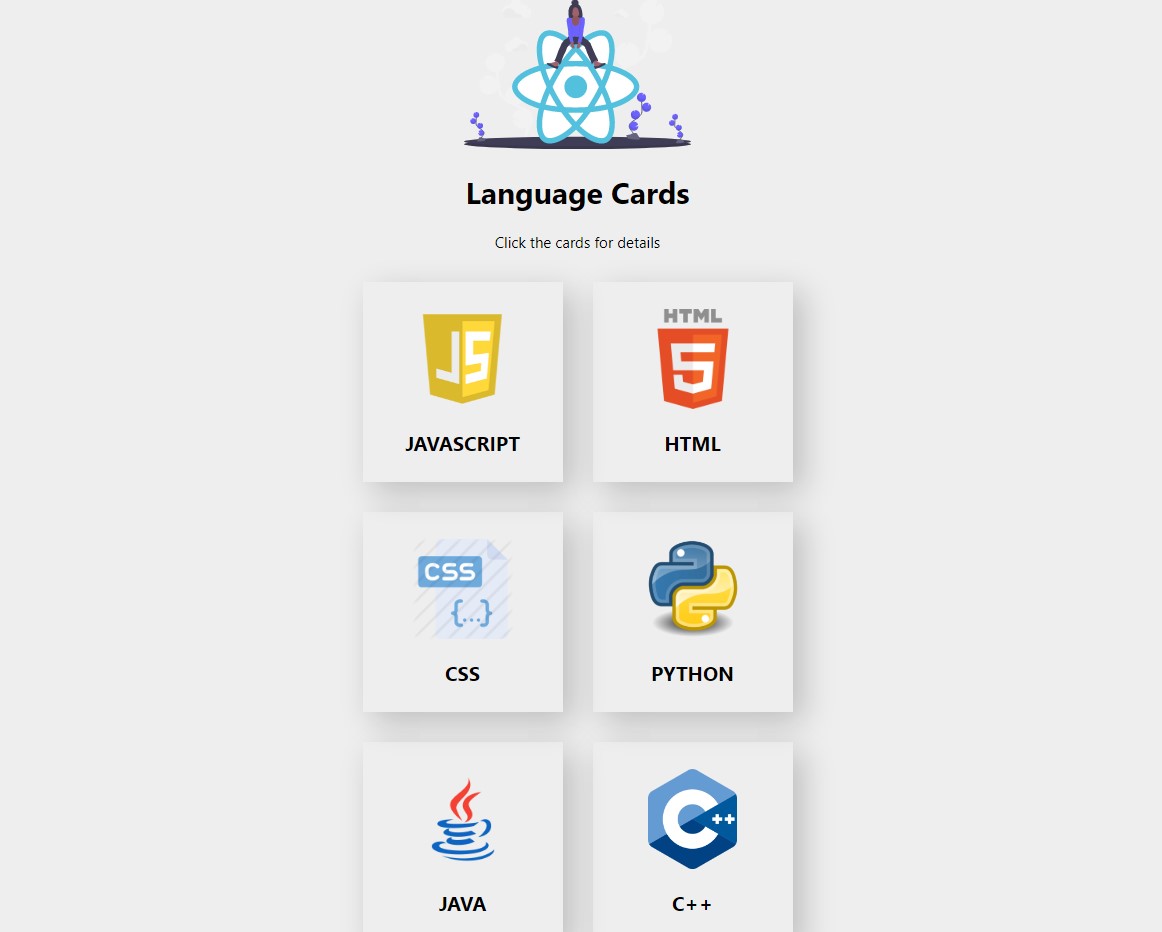 Language Cards
Click the cards for details
JS
JAVASCRIPT
HTML
5
HTML
CSS
{...}
CSS
PYTHON
JAVA
C++
C++